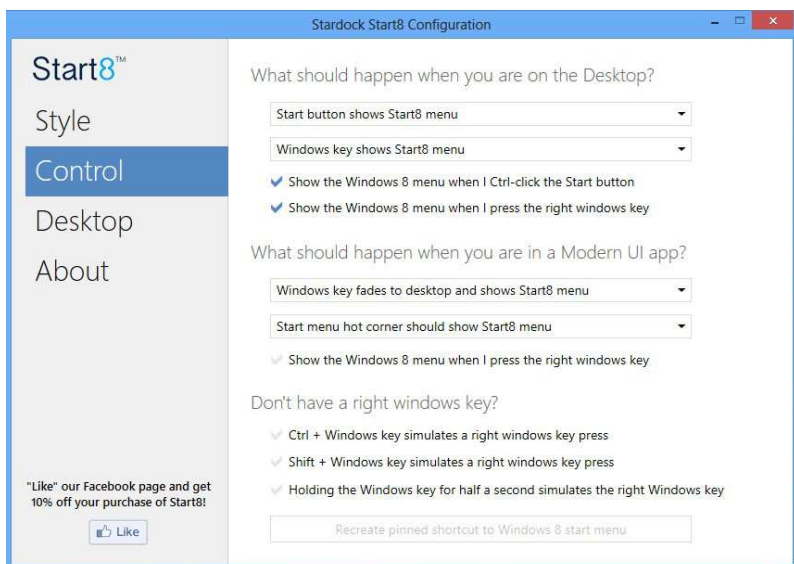 Stardock Start8 Configuration
Start8™
Style
Control
Desktop
About
"Like" our Facebook page and get
10% off your purchase of Start8!
Like
What should happen when you are on the Desktop?
Start button shows Start8 menu
Windows key shows Start8 menu
Show the Windows 8 menu when I Ctrl-click the Start button
Show the Windows 8 menu when I press the right windows key
What should happen when you are in a Modern UI app?
Windows key fades to desktop and shows Start8 menu
Start menu hot corner should show Start8 menu
Show the Windows 8 menu when I press the right windows key
Don't have a right windows key?
Ctrl + Windows key simulates a right windows key press
Shift + Windows key simulates a right windows key press
Holding the Windows key for half a second simulates the right Windows key
Recreate pinned shortcut to Windows 8 start menu